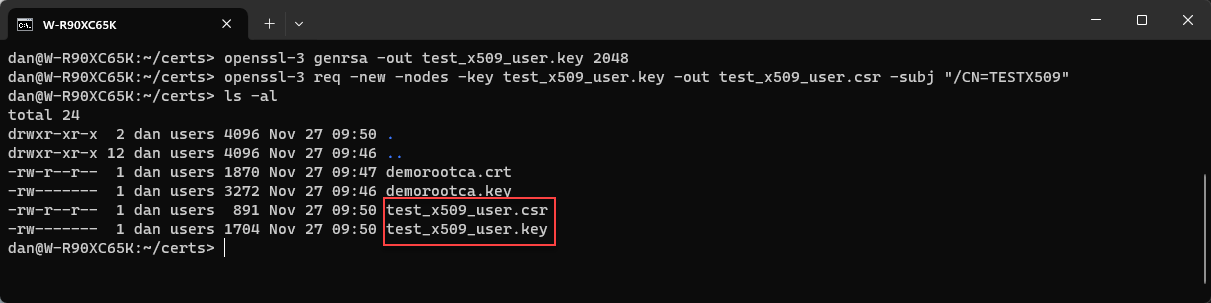 W-R90XC65K
dan@W-R90XC65K:~/certs> openssl-3 genrsa -out test_x509_user.key 2048
dan@W-R90XC65K:~/certs> openssl-3 req -new -nodes -key test_x509_user.key -out test_x509_user.csr -subj "/CN=TESTX509"
dan@W-R90XC65K:~/certs> ls -al
total 24
drwxr-xr-x  2 dan users 4096 Nov 27 09:50 .
drwxr-xr-x 12 dan users 4096 Nov 27 09:46 ..
-rw-r--r--  1 dan users 1870 Nov 27 09:47 demorootca.crt
-rw-------  1 dan users 3272 Nov 27 09:46 demorootca.key
-rw-r--r--  1 dan users  891 Nov 27 09:50 test_x509_user.csr
-rw-------  1 dan users 1704 Nov 27 09:50 test_x509_user.key
dan@W-R90XC65K:~/certs>